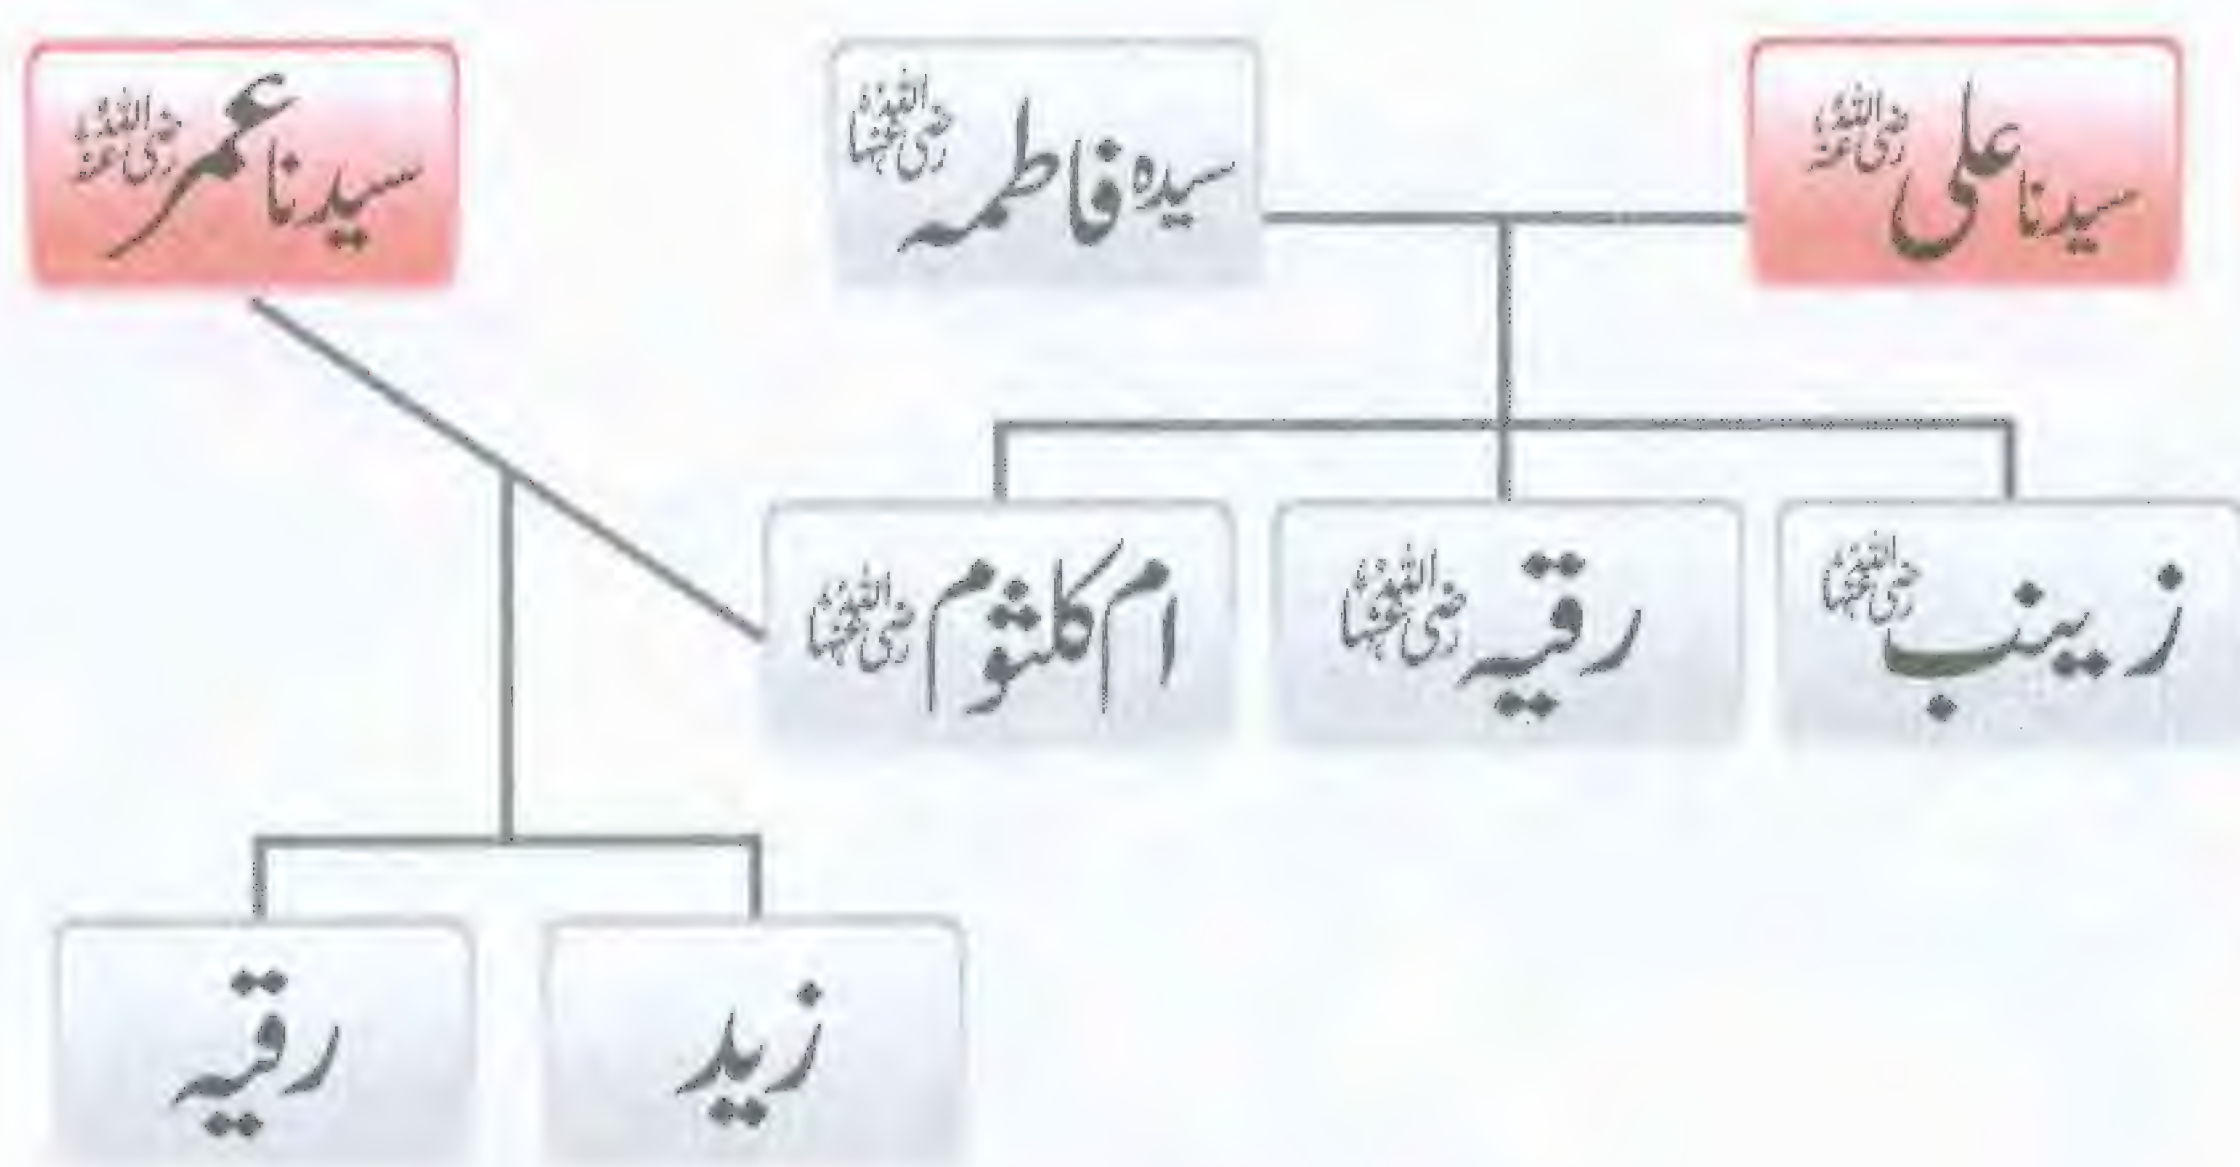 سیدنا علی رضی اللہ عنہ
سیدہ فاطمہ رضی اللہ عنہا
سیدنا عمر رضی اللہ عنہ
زینب رضی اللہ عنہا
رقیہ رضی اللہ عنہا
ام کلثوم رضی اللہ عنہا
زید
رقیہ